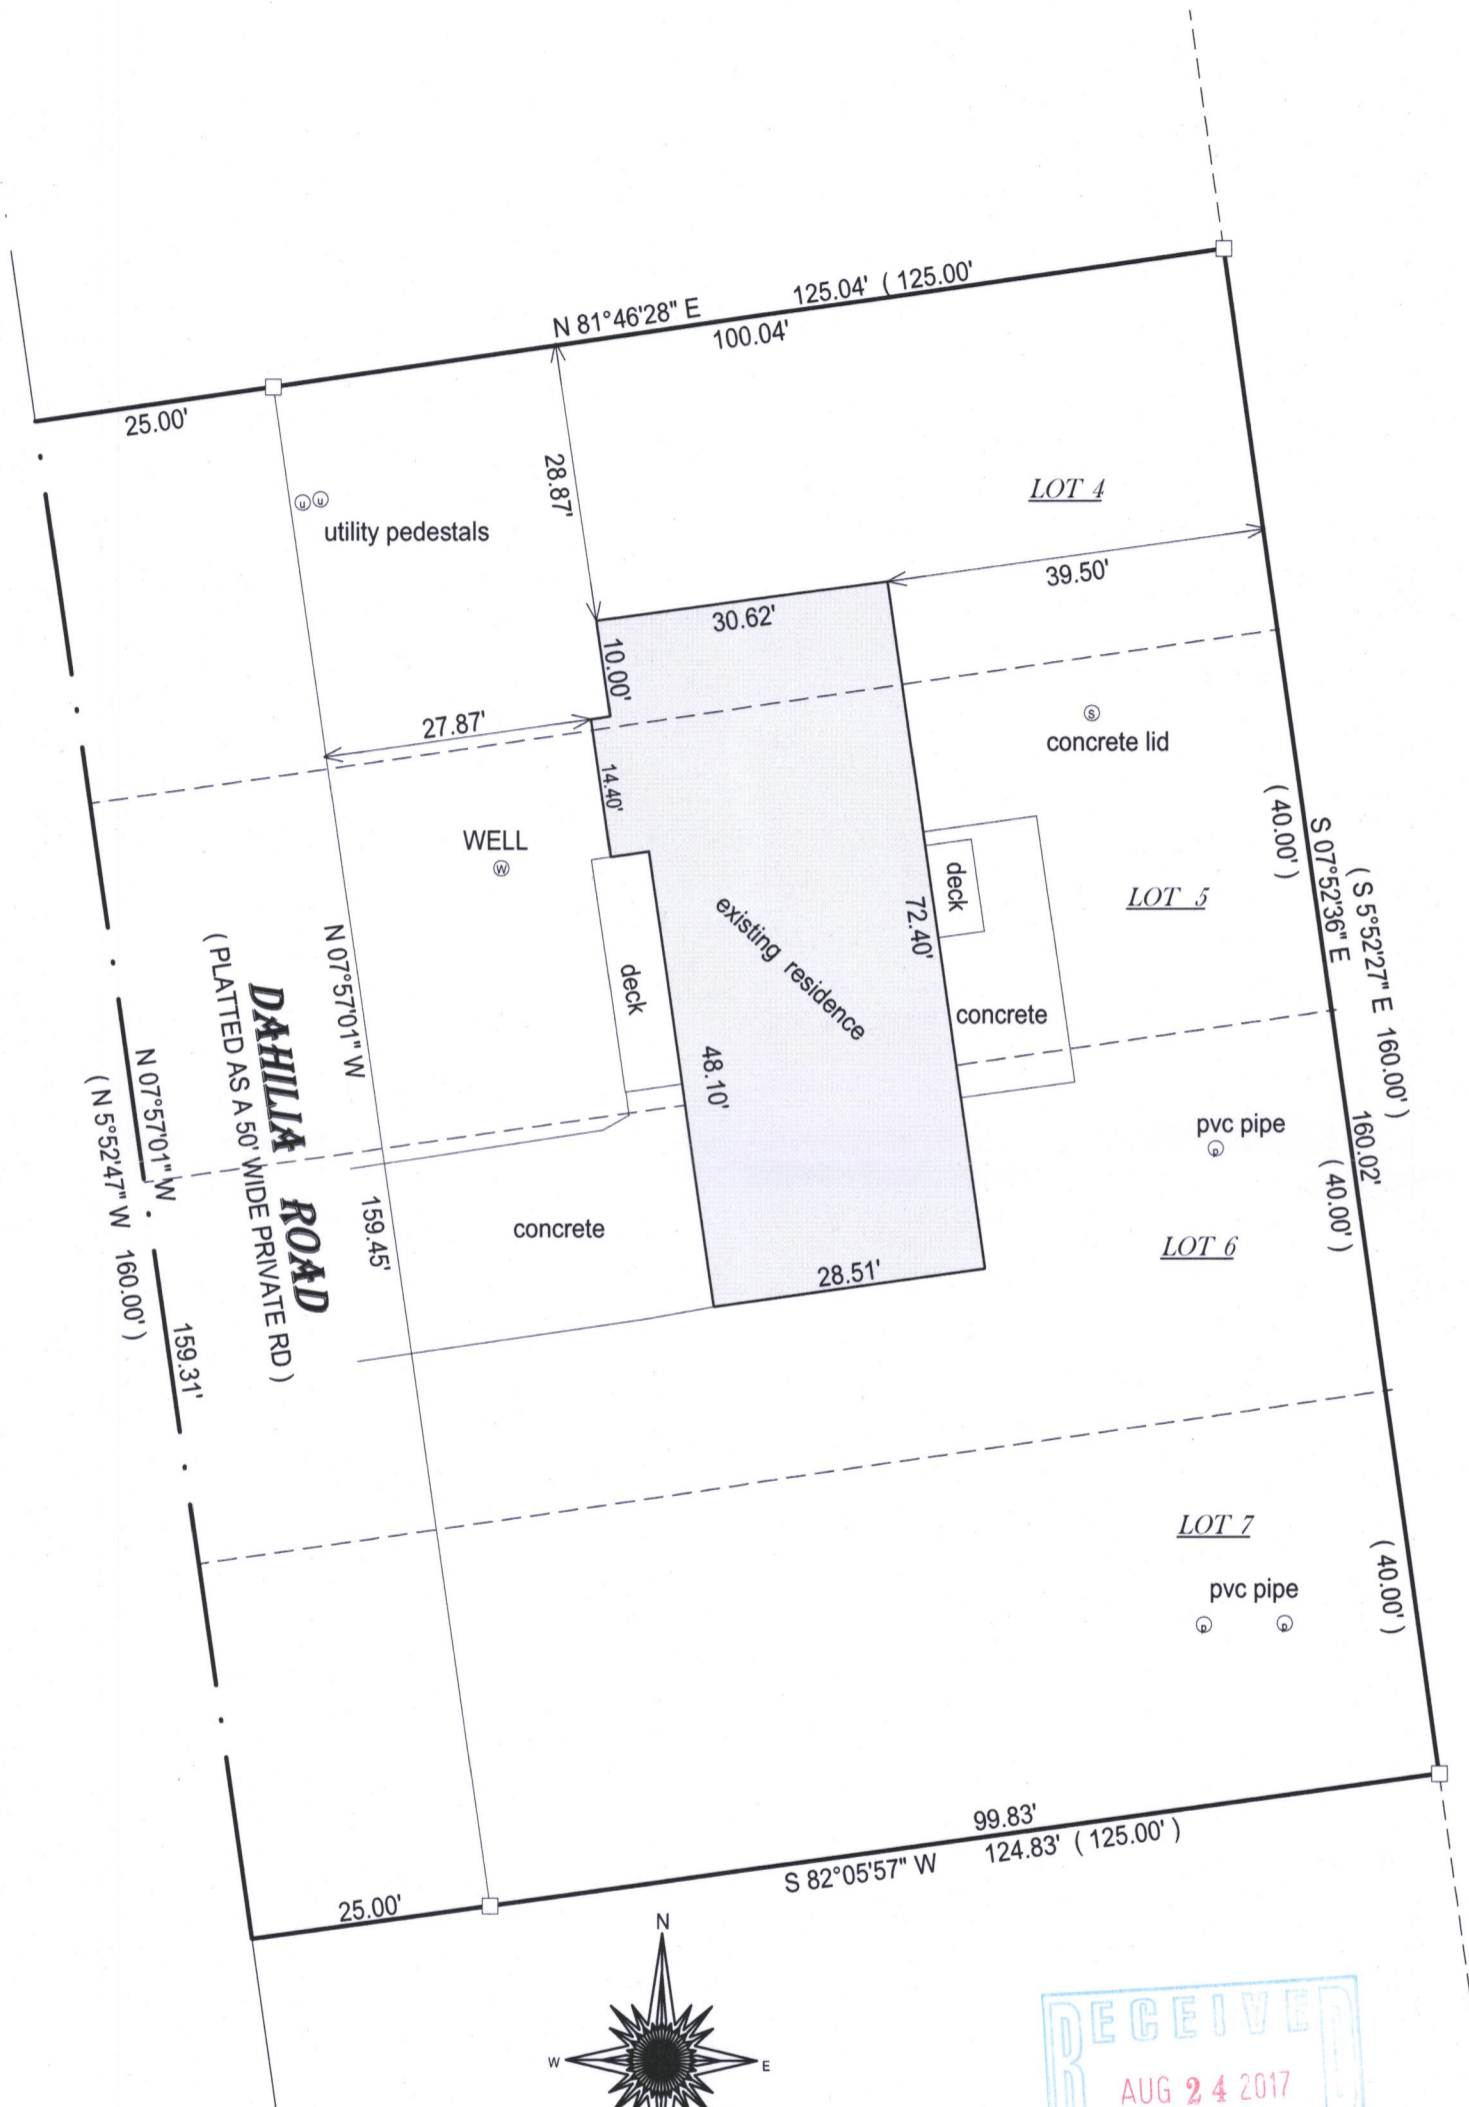 125.04' ( 125.00'
N 81°46'28" E
100.04'
25.00'
28.87'
LOT 4
utility pedestals
u u
39.50'
30.62'
10.00'
27.87'
S
concrete lid
14.40'
( 40.00' )
WELL
W
deck
72.40'
LOT 5
S 07°52'36" E
( S 5°52'27" E 160.00' )
existing residence
deck
N 07°57'01" W
DAHILIA ROAD
( PLATTED AS A 50' WIDE PRIVATE RD )
concrete
48.10'
N 07°57'01" W
( N 5°52'47" W 160.00' )
pvc pipe
p
160.02'
( 40.00' )
159.45'
concrete
LOT 6
28.51'
159.31'
LOT 7
( 40.00' )
pvc pipe
p p
99.83'
124.83' ( 125.00' )
S 82°05'57" W
25.00'
N
W E
RECEIVED
AUG 24 2017